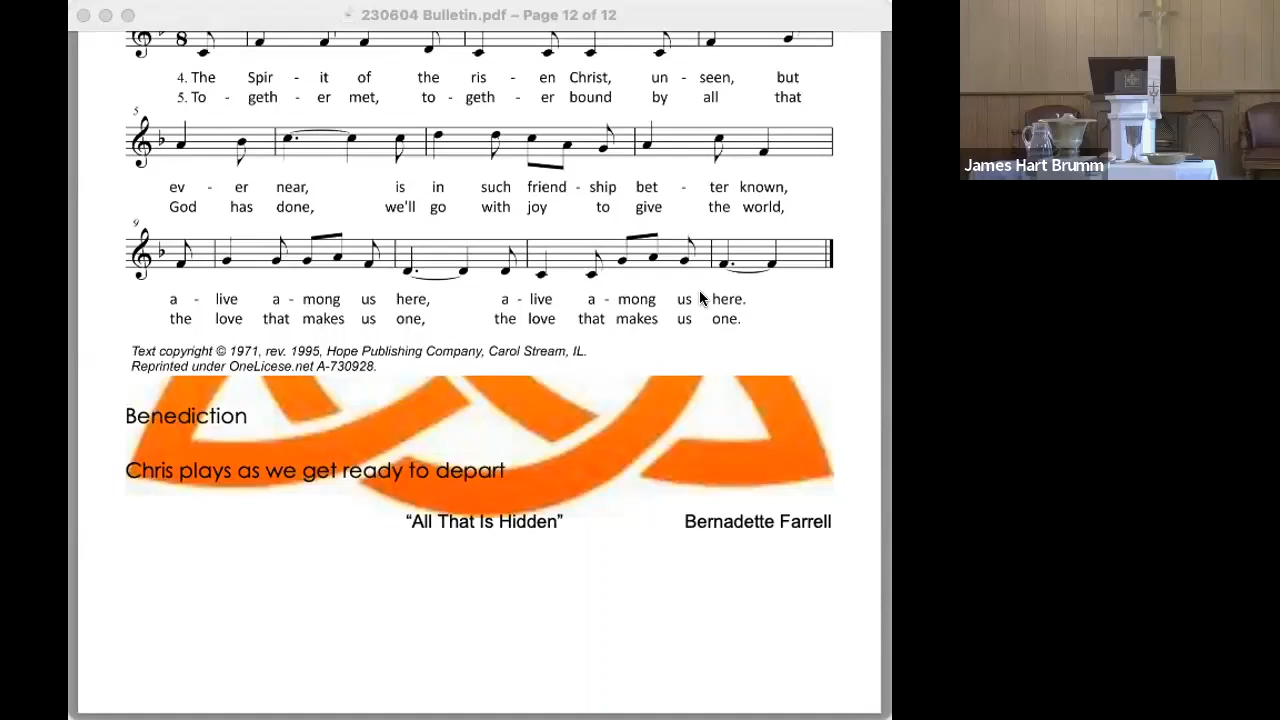 230604 Bulletin.pdf – Page 12 of 12
8
4. The Spir - it of the ris - en Christ, un - seen, but
5. To - geth - er met, to - geth - er bound by all that
5
ev - er near, is in such friend - ship bet - ter known,
God has done, we'll go with joy to give the world,
9
a - live a - mong us here, a - live a - mong us here.
the love that makes us one, the love that makes us one.
Text copyright © 1971, rev. 1995, Hope Publishing Company, Carol Stream, IL.
Reprinted under OneLicese.net A-730928.
Benediction
Chris plays as we get ready to depart
“All That Is Hidden” Bernadette Farrell
James Hart Brumm